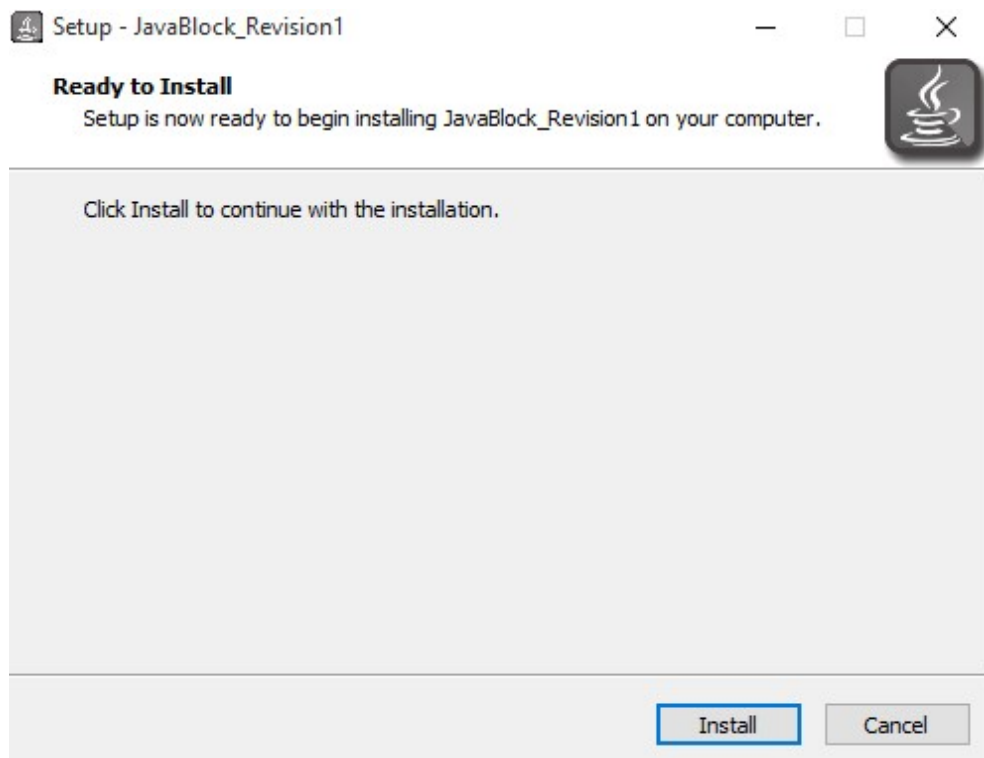 Setup - JavaBlock_Revision1
Ready to Install
Setup is now ready to begin installing JavaBlock_Revision1 on your computer.
Click Install to continue with the installation.
Install
Cancel